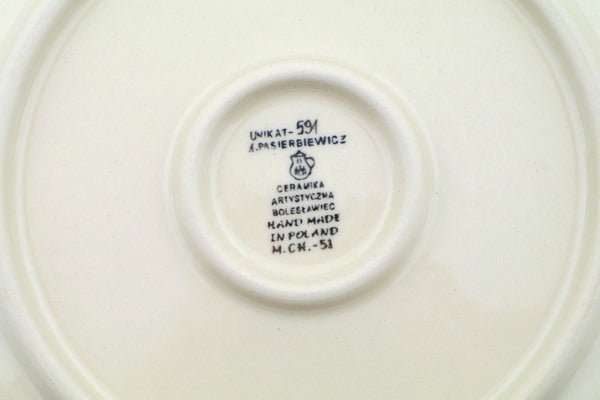 UNIKAT-591
A.PASIERBIEWICZ
CERAMIKA
ARTYSTYCZNA
BOLESŁAWIEC
HAND MADE
IN POLAND
M.CH.-51